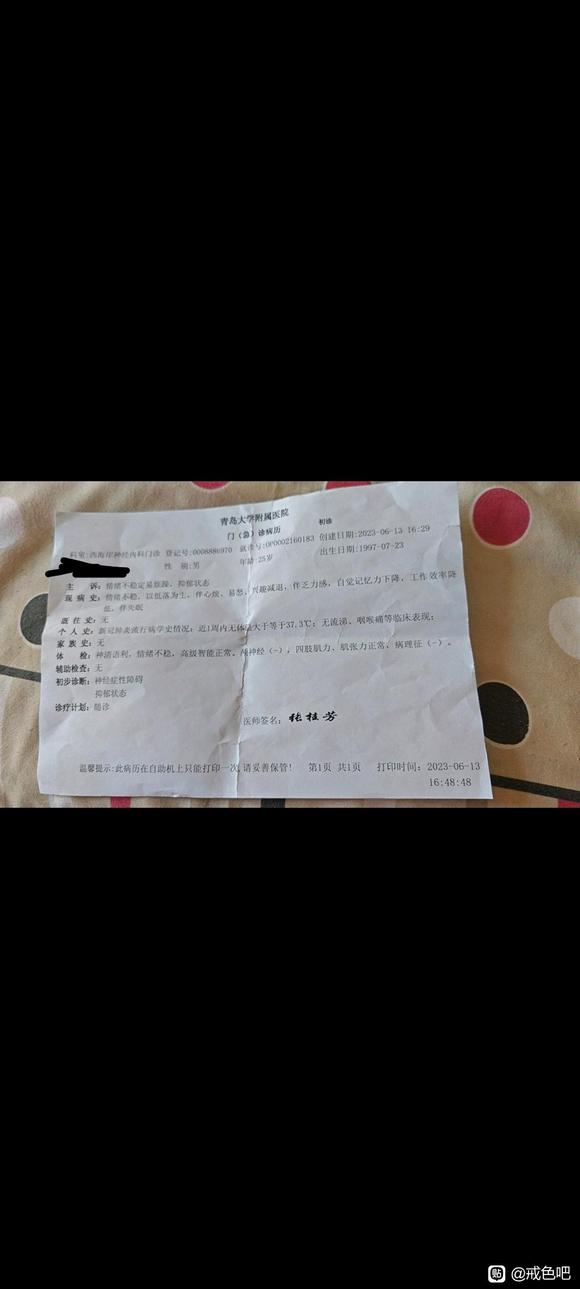 青岛大学附属医院
门（急）诊病历 初诊
科室:西海岸神经内科门诊 登记号:0008886970 就诊号:OP0002160183 创建日期:2023-06-13 16:29
性 别:男 年龄:25岁 出生日期:1997-07-23
主 诉: 情绪不稳定易烦躁、抑郁状态
现 病 史: 情绪不稳，以低落为主，伴心烦、易怒，兴趣减退，伴乏力感，自觉记忆力下降，工作效率降
低，伴失眠
既 往 史: 无
个 人 史: 新冠肺炎流行病学史情况：近1周内无体温大于等于37.3℃；无流涕、咽喉痛等临床表现；
家 族 史: 无
体 检: 神清语利，情绪不稳，高级智能正常。颅神经（-），四肢肌力、肌张力正常，病理征（-）。
辅助检查: 无
初步诊断: 神经症性障碍
抑郁状态
诊疗计划: 随诊
医师签名: 张桂芳
温馨提示:此病历在自助机上只能打印一次,请妥善保管! 第1页 共1页 打印时间: 2023-06-13
16:48:48
贴 @戒色吧